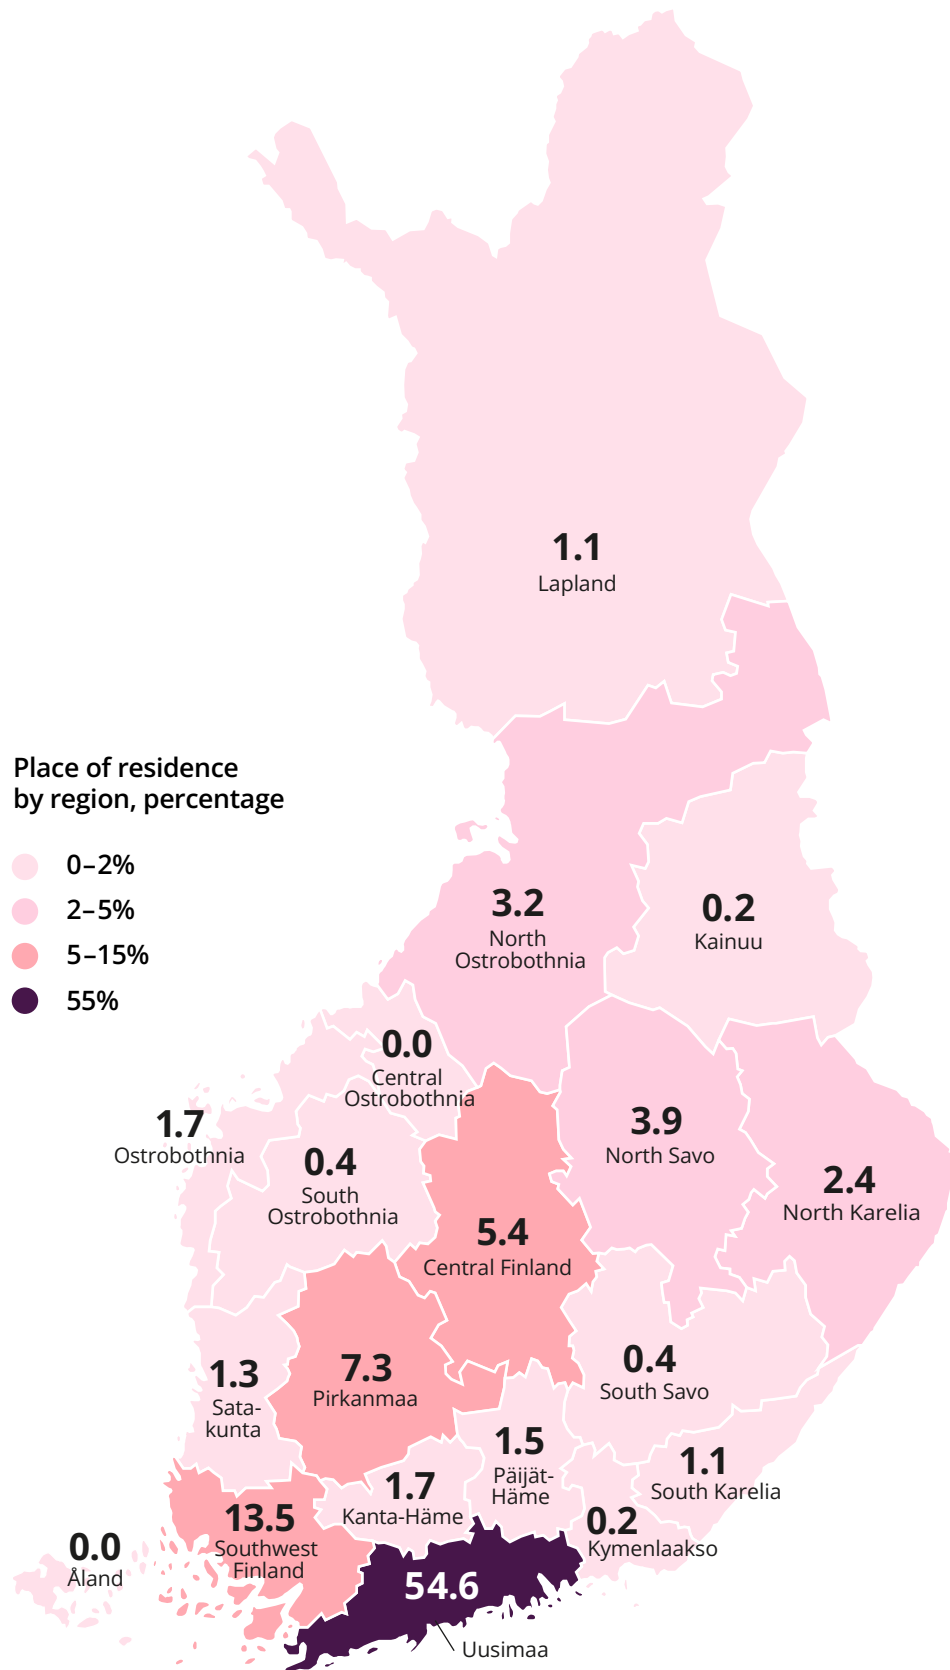 1.1
Lapland
Place of residence
by region, percentage
0–2%
2–5%
5–15%
55%
3.2
North
Ostrobothnia
0.2
Kainuu
0.0
Central
Ostrobothnia
1.7
Ostrobothnia
0.4
South
Ostrobothnia
3.9
North Savo
2.4
North Karelia
5.4
Central Finland
1.3
Sata-
kunta
7.3
Pirkanmaa
0.4
South Savo
1.5
Päijät-
Häme
1.1
South Karelia
1.7
Kanta-Häme
0.2
Kymenlaakso
13.5
Southwest
Finland
0.0
Åland
54.6
Uusimaa